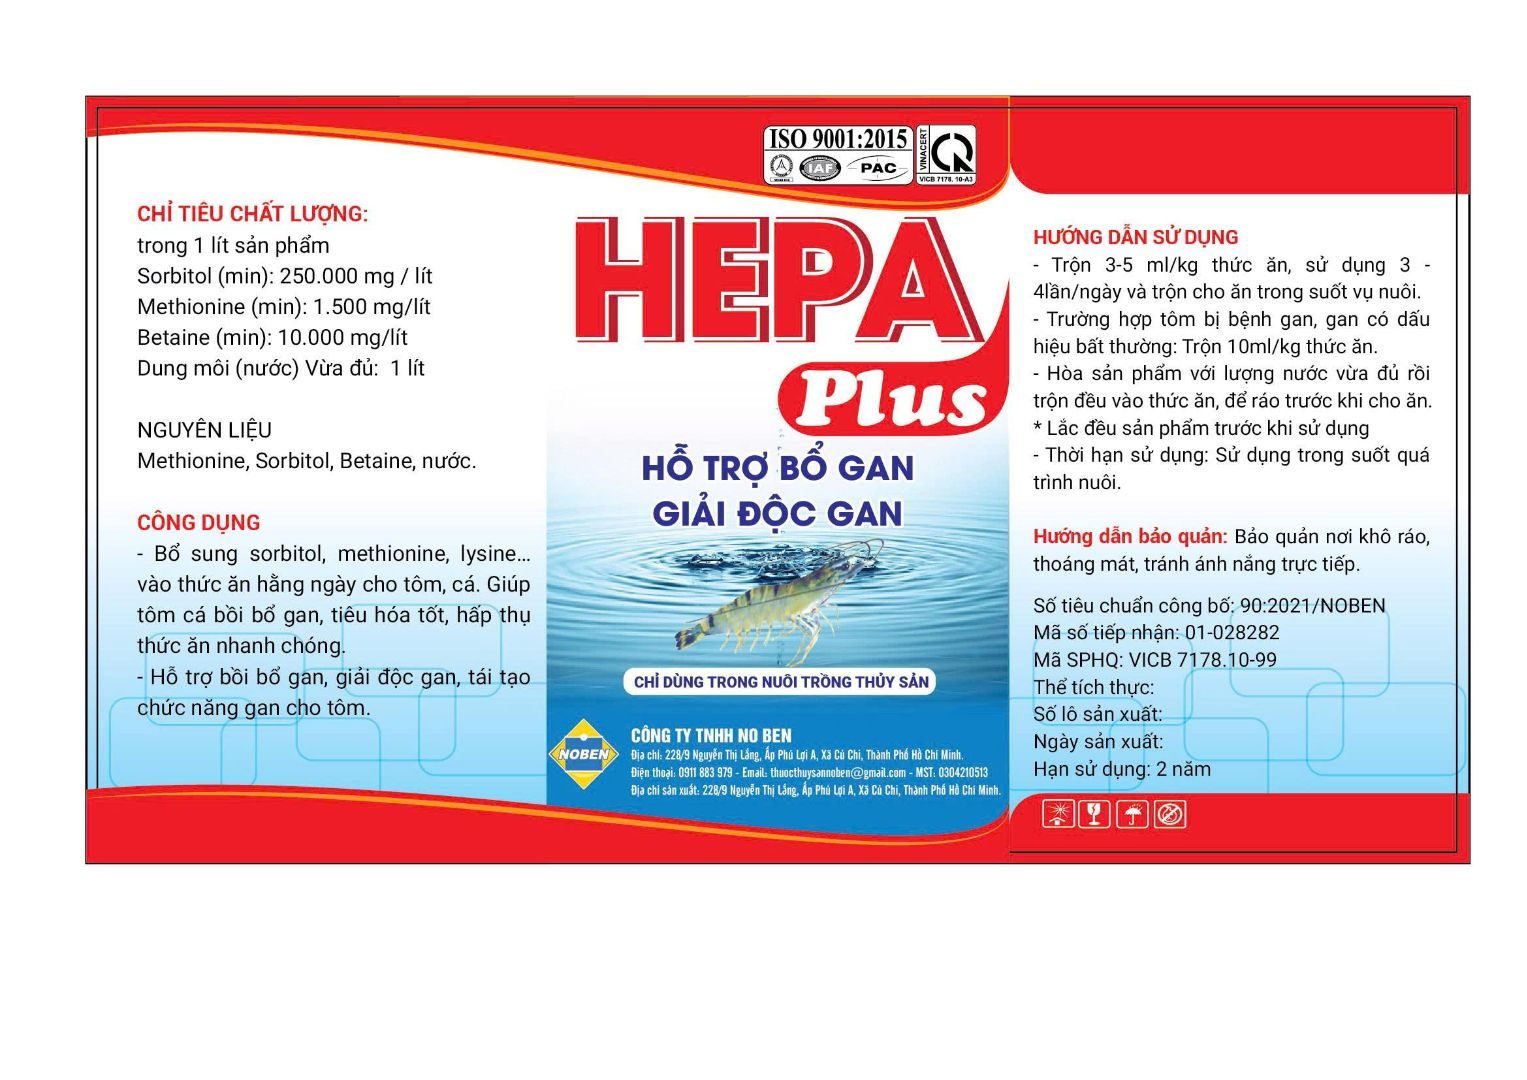 CHỈ TIÊU CHẤT LƯỢNG:
trong 1 lít sản phẩm
Sorbitol (min): 250.000 mg / lít
Methionine (min): 1.500 mg/lít
Betaine (min): 10.000 mg/lít
Dung môi (nước) Vừa đủ: 1 lít
NGUYÊN LIỆU
Methionine, Sorbitol, Betaine, nước.
CÔNG DỤNG
- Bổ sung sorbitol, methionine, lysine...
vào thức ăn hằng ngày cho tôm, cá. Giúp
tôm cá bồi bổ gan, tiêu hóa tốt, hấp thụ
thức ăn nhanh chóng.
- Hỗ trợ bồi bổ gan, giải độc gan, tái tạo
chức năng gan cho tôm.
ISO 9001:2015
IAF
PAC
VINACERT
VICB 7178. 10-A3
HEPA
Plus
HỖ TRỢ BỔ GAN
GIẢI ĐỘC GAN
CHỈ DÙNG TRONG NUÔI TRỒNG THỦY SẢN
NOBEN
CÔNG TY TNHH NO BEN
Địa chỉ: 228/9 Nguyễn Thị Lắng, Ấp Phú Lợi A, Xã Củ Chi, Thành Phố Hồ Chí Minh.
Điện thoại: 0911 883 979 - Email: thuocthuysannoben@gmail.com - MST: 0304210513
Địa chỉ sản xuất: 228/9 Nguyễn Thị Lắng, Ấp Phú Lợi A, Xã Củ Chi, Thành Phố Hồ Chí Minh.
HƯỚNG DẪN SỬ DỤNG
- Trộn 3-5 ml/kg thức ăn, sử dụng 3 -
4lần/ngày và trộn cho ăn trong suốt vụ nuôi.
- Trường hợp tôm bị bệnh gan, gan có dấu
hiệu bất thường: Trộn 10ml/kg thức ăn.
- Hòa sản phẩm với lượng nước vừa đủ rồi
trộn đều vào thức ăn, để ráo trước khi cho ăn.
* Lắc đều sản phẩm trước khi sử dụng
- Thời hạn sử dụng: Sử dụng trong suốt quá
trình nuôi.
Hướng dẫn bảo quản: Bảo quản nơi khô ráo,
thoáng mát, tránh ánh nắng trực tiếp.
Số tiêu chuẩn công bố: 90:2021/NOBEN
Mã số tiếp nhận: 01-028282
Mã SPHQ: VICB 7178.10-99
Thể tích thực:
Số lô sản xuất:
Ngày sản xuất:
Hạn sử dụng: 2 năm